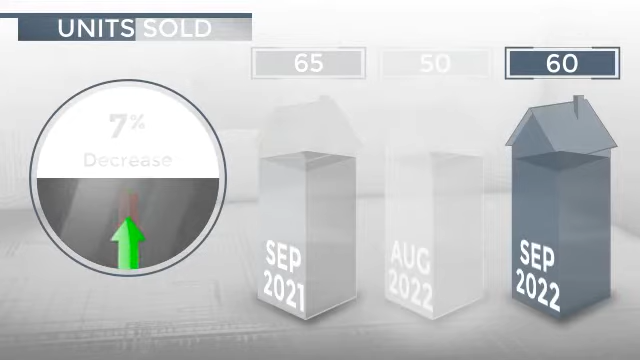 UNITS SOLD
65
50
60
7%
Decrease
SEP
2021
AUG
2022
SEP
2022